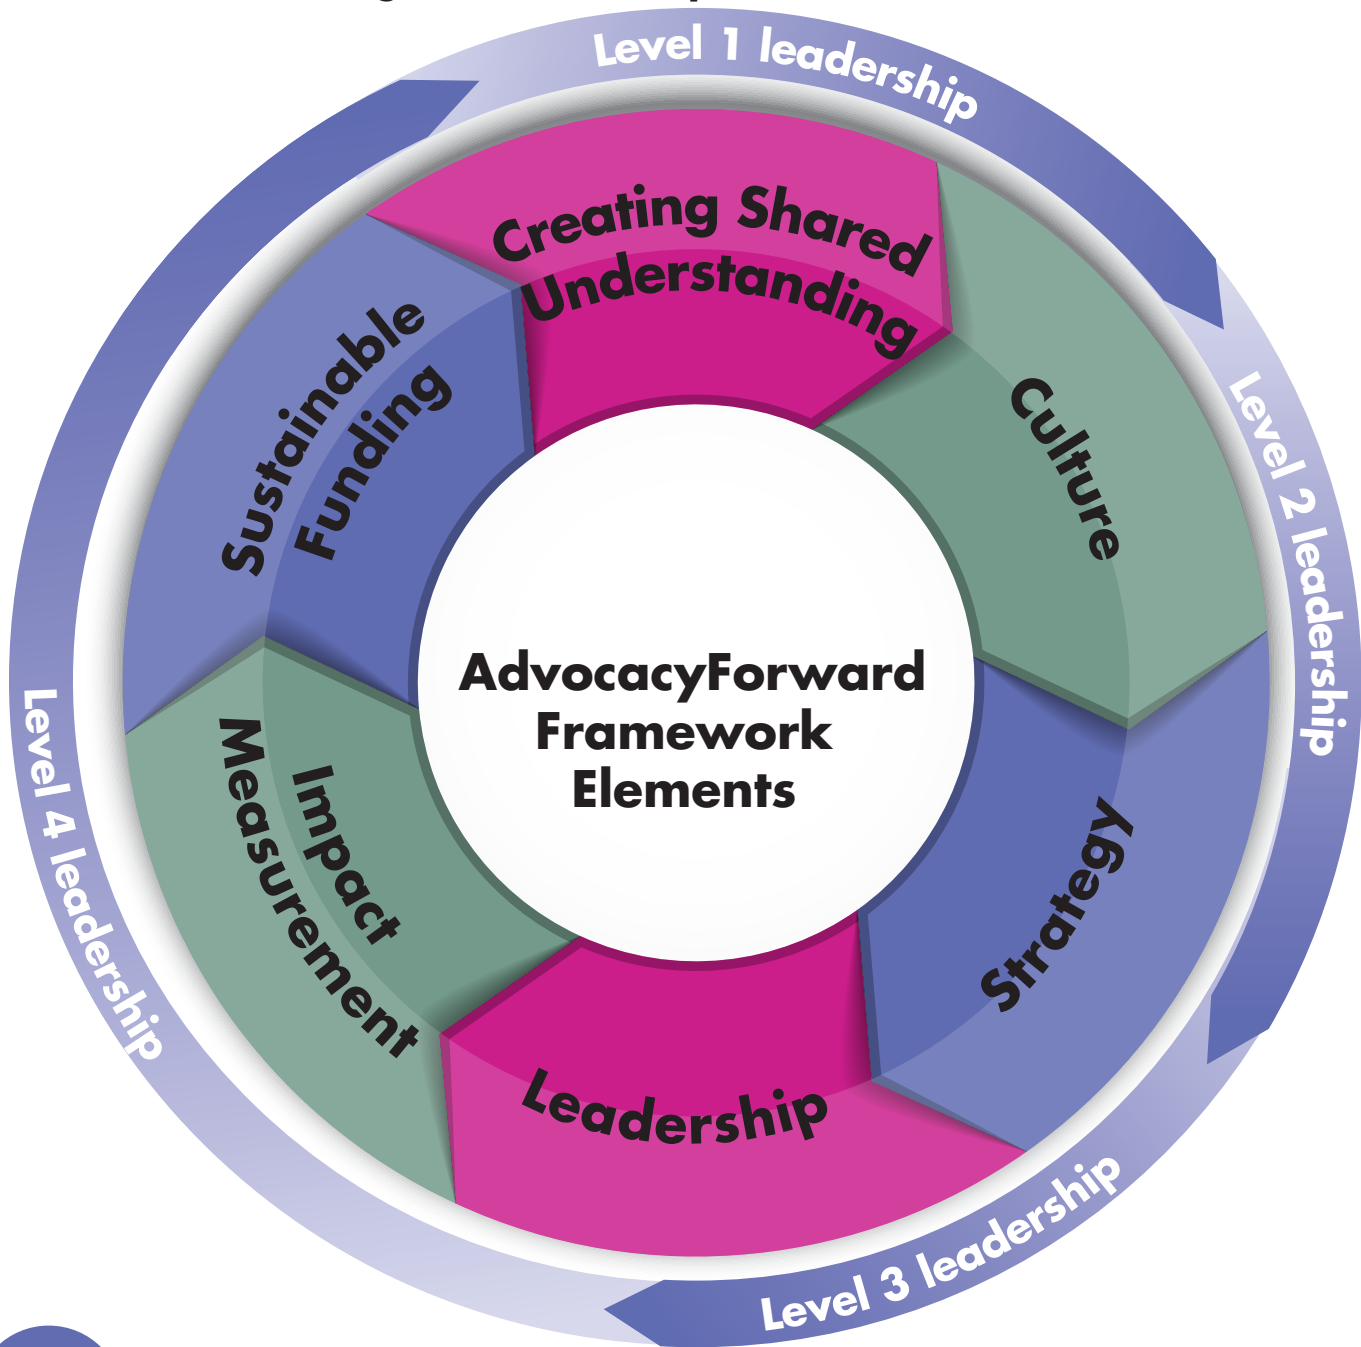 Level 1 leadership
Level 2 leadership
Level 3 leadership
Level 4 leadership
Creating Shared
Understanding
Culture
Strategy
Leadership
Impact
Measurement
Sustainable
Funding
AdvocacyForward
Framework
Elements